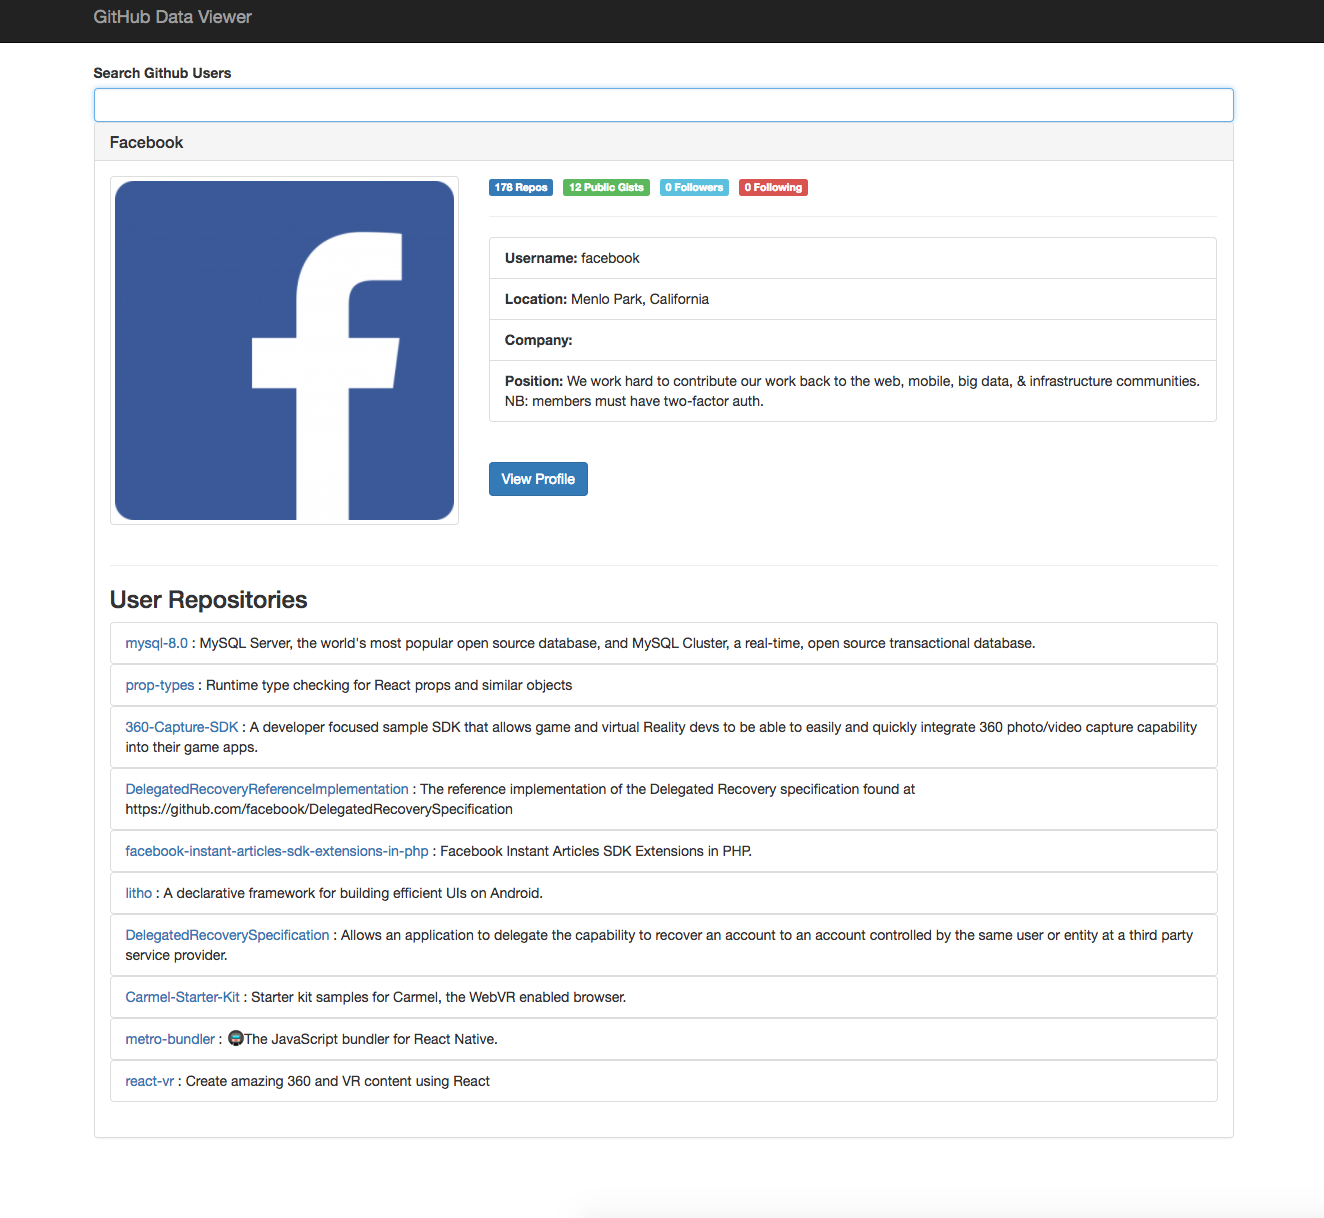 GitHub Data Viewer
Search Github Users
Facebook
178 Repos 12 Public Gists 0 Followers 0 Following
Username: facebook
Location: Menlo Park, California
Company:
Position: We work hard to contribute our work back to the web, mobile, big data, & infrastructure communities.
NB: members must have two-factor auth.
View Profile
User Repositories
mysql-8.0 : MySQL Server, the world's most popular open source database, and MySQL Cluster, a real-time, open source transactional database.
prop-types : Runtime type checking for React props and similar objects
360-Capture-SDK : A developer focused sample SDK that allows game and virtual Reality devs to be able to easily and quickly integrate 360 photo/video capture capability
into their game apps.
DelegatedRecoveryReferenceImplementation : The reference implementation of the Delegated Recovery specification found at
https://github.com/facebook/DelegatedRecoverySpecification
facebook-instant-articles-sdk-extensions-in-php : Facebook Instant Articles SDK Extensions in PHP.
litho : A declarative framework for building efficient UIs on Android.
DelegatedRecoverySpecification : Allows an application to delegate the capability to recover an account to an account controlled by the same user or entity at a third party
service provider.
Carmel-Starter-Kit : Starter kit samples for Carmel, the WebVR enabled browser.
metro-bundler : 🚇The JavaScript bundler for React Native.
react-vr : Create amazing 360 and VR content using React